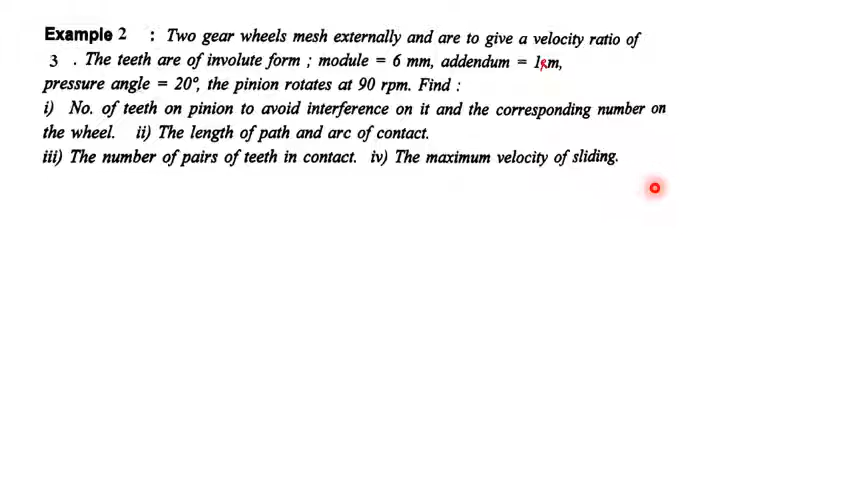 Example 2 : Two gear wheels mesh externally and are to give a velocity ratio of
3 . The teeth are of involute form ; module = 6 mm, addendum = 1 m,
pressure angle = 20°, the pinion rotates at 90 rpm. Find :
i) No. of teeth on pinion to avoid interference on it and the corresponding number on
the wheel. ii) The length of path and arc of contact.
iii) The number of pairs of teeth in contact. iv) The maximum velocity of sliding.